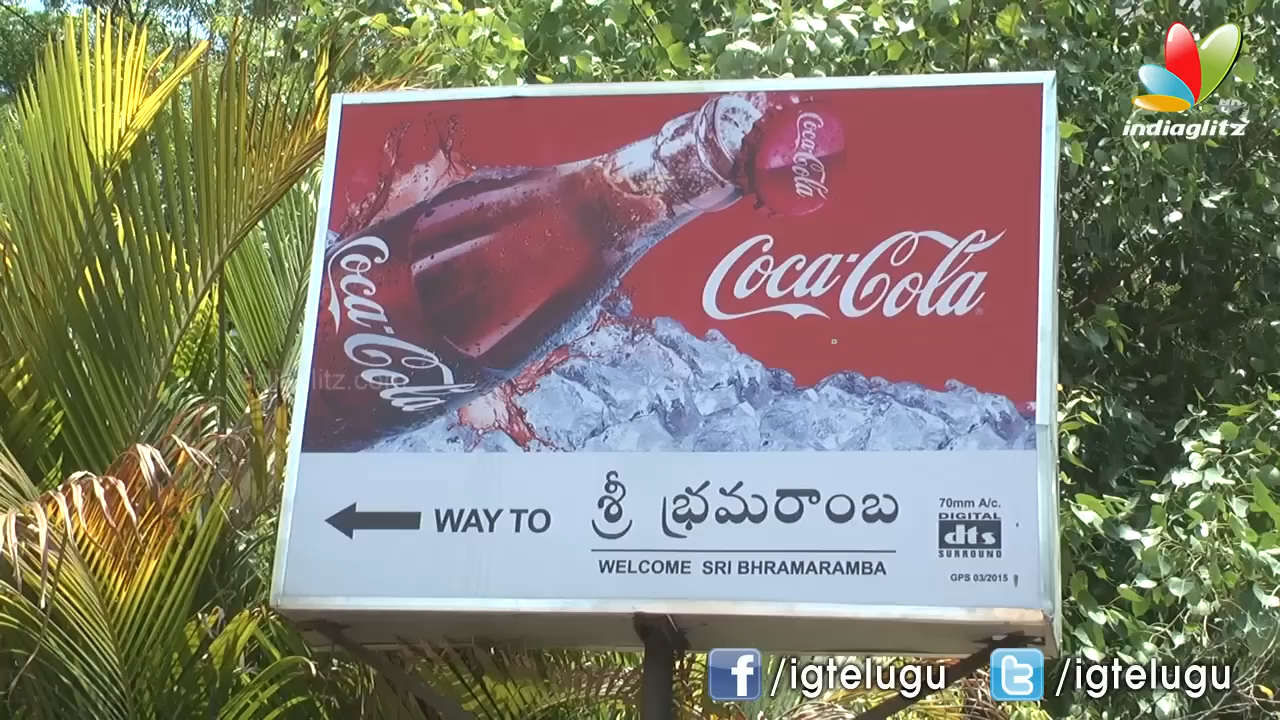 indiaglitz
Coca-Cola
Coca-Cola
Coca-Cola
WAY TO
శ్రీ భ్రమరాంబ
WELCOME SRI BHRAMARAMBA
70mm A/c.
DIGITAL
dts
SURROUND
GPS 03/2015
/igtelugu
/igtelugu